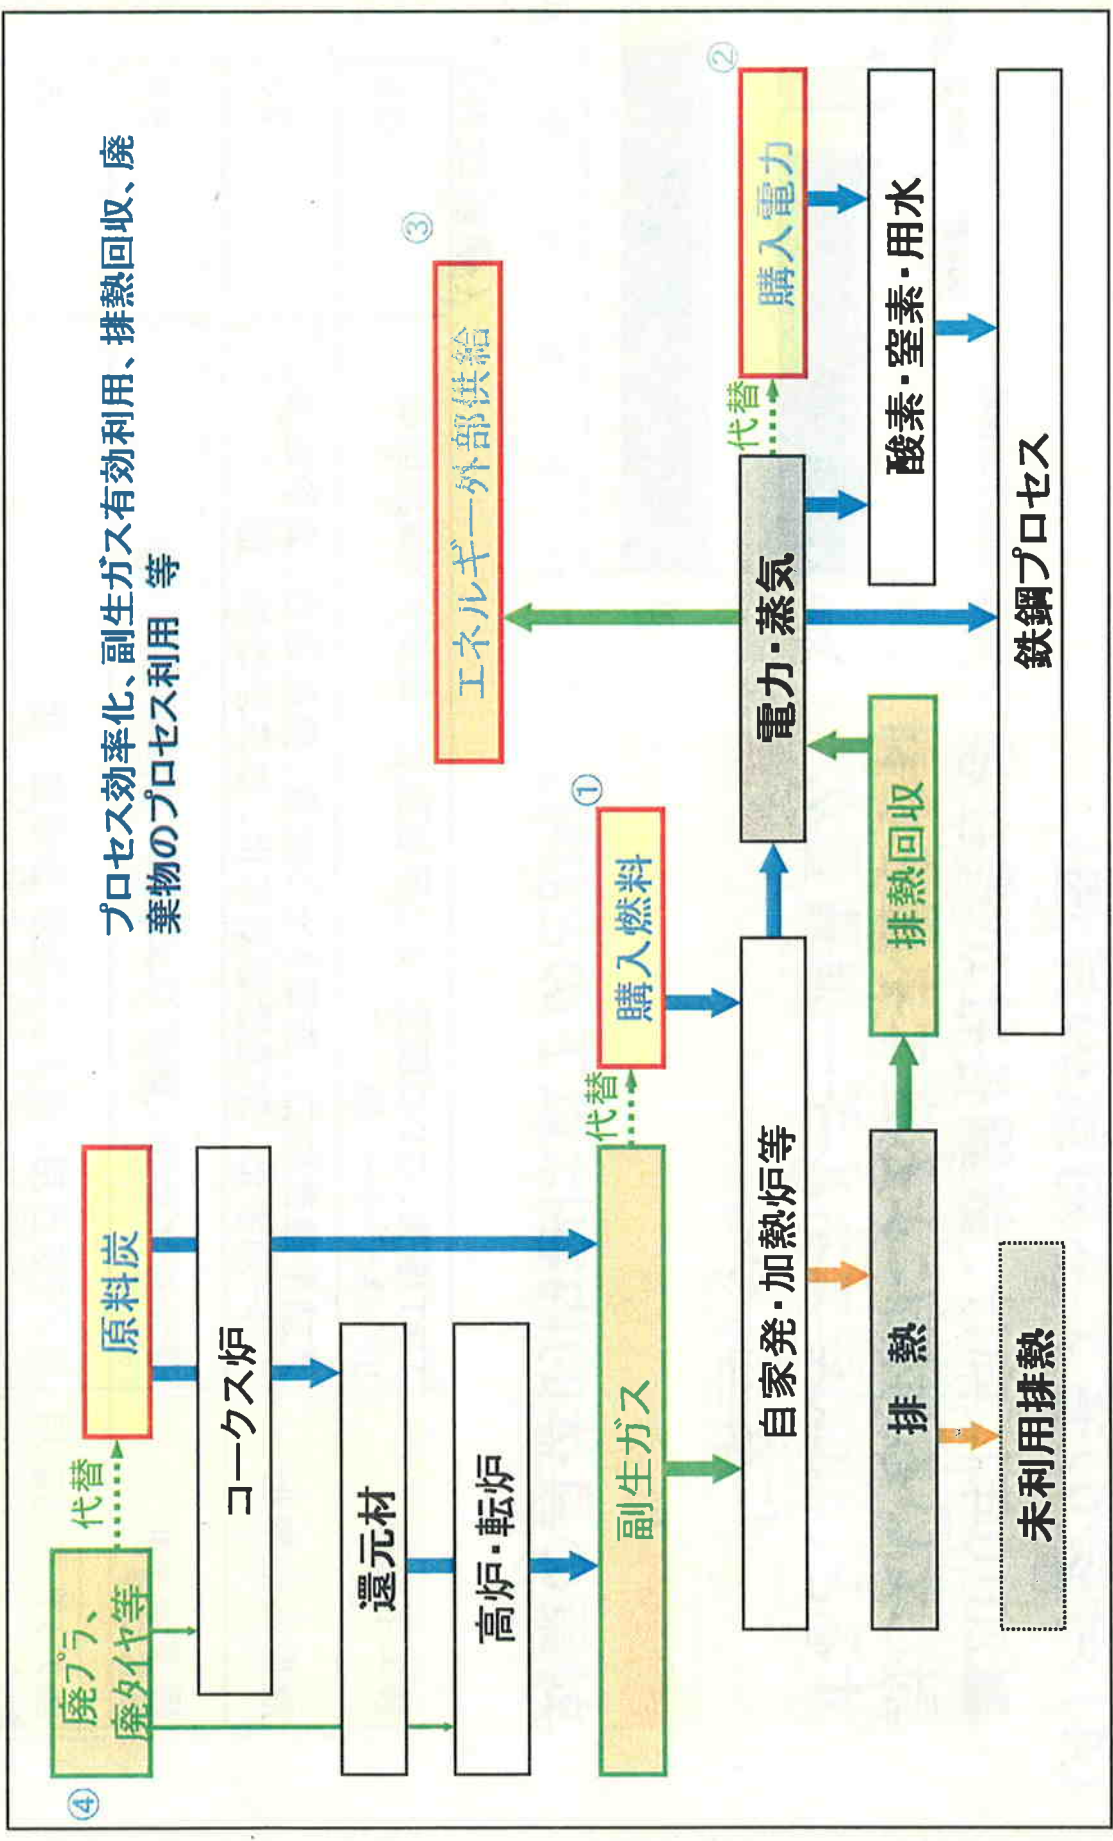 プロセス効率化、副生ガス有効利用、排熱回収、廃
棄物のプロセス利用 等
④
廃プラ、
廃タイヤ等
代替
原料炭
コークス炉
還元材
高炉・転炉
副生ガス
代替
購入燃料
①
エネルギー外部供給
③
自家発・加熱炉等
電力・蒸気
代替
購入電力
②
排 熱
排熱回収
酸素・窒素・用水
未利用排熱
鉄鋼プロセス